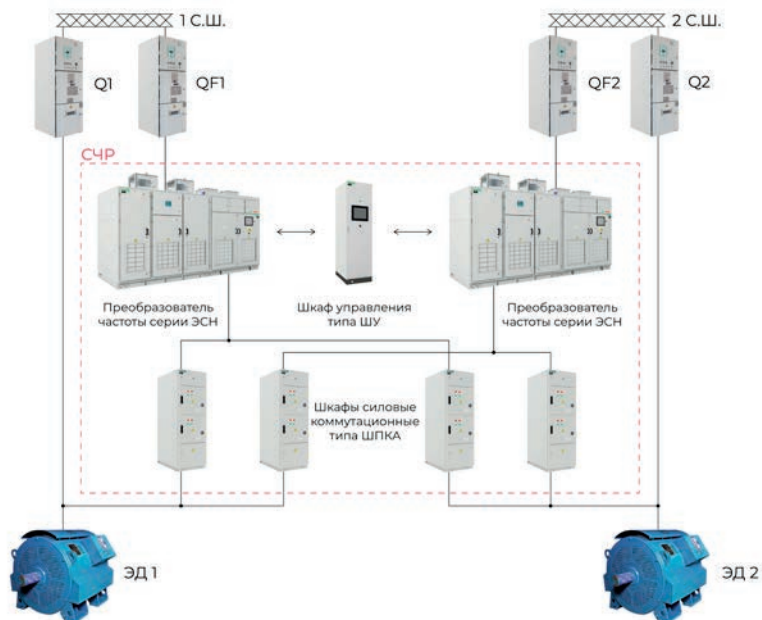 1 С.Ш.
2 С.Ш.
Q1
QF1
QF2
Q2
СЧР
Преобразователь
частоты серии ЭСН
Шкаф управления
типа ШУ
Преобразователь
частоты серии ЭСН
Шкафы силовые
коммутационные
типа ШПКА
ЭД 1
ЭД 2